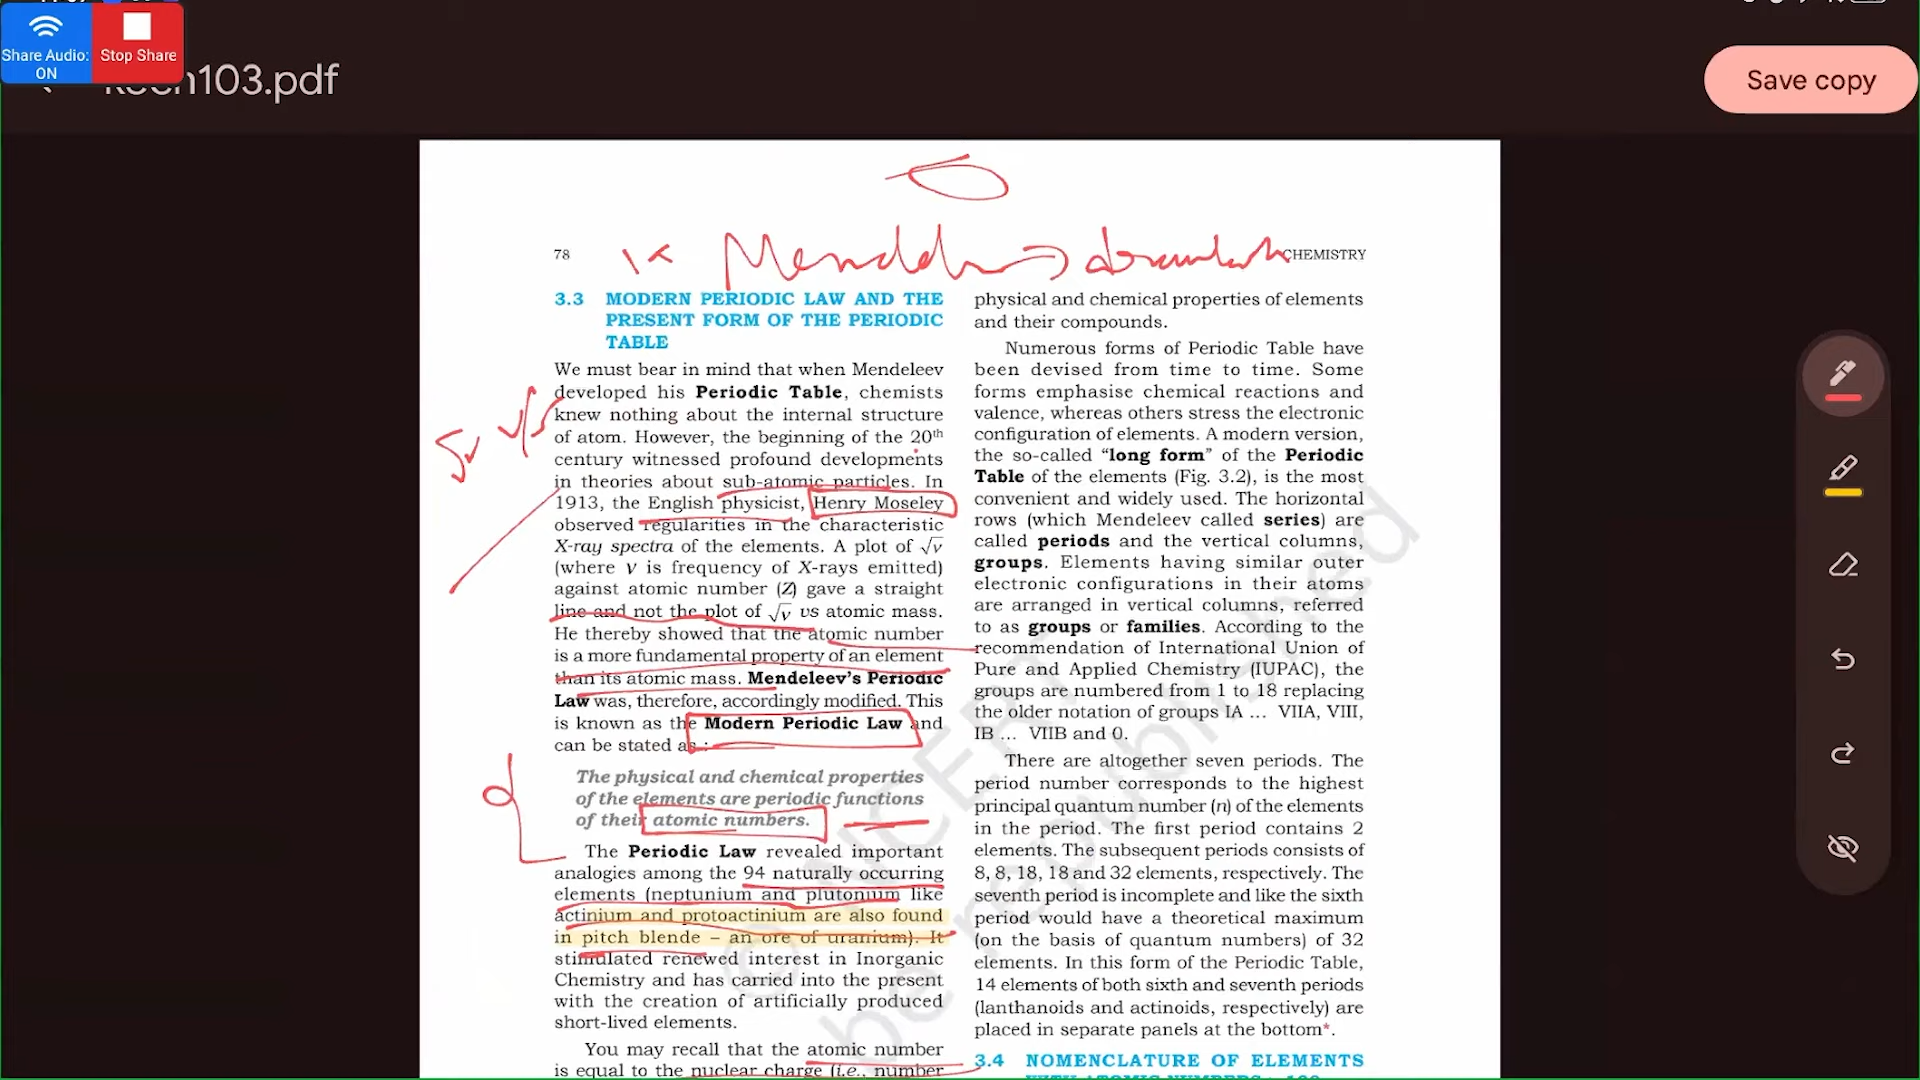 Share Audio: ON
Stop Share
103.pdf
Save copy
78
Mendel
CHEMISTRY
3.3 MODERN PERIODIC LAW AND THE
PRESENT FORM OF THE PERIODIC
TABLE
We must bear in mind that when Mendeleev
developed his Periodic Table, chemists
knew nothing about the internal structure
of atom. However, the beginning of the 20th
century witnessed profound developments
in theories about sub-atomic particles. In
1913, the English physicist, Henry Moseley
observed regularities in the characteristic
X-ray spectra of the elements. A plot of √ν
(where ν is frequency of X-rays emitted)
against atomic number (Z) gave a straight
line and not the plot of √ν vs atomic mass.
He thereby showed that the atomic number
is a more fundamental property of an element
than its atomic mass. Mendeleev's Periodic
Law was, therefore, accordingly modified. This
is known as the Modern Periodic Law and
can be stated as :
The physical and chemical properties
of the elements are periodic functions
of their atomic numbers.
The Periodic Law revealed important
analogies among the 94 naturally occurring
elements (neptunium and plutonium like
actinium and protoactinium are also found
in pitch blende – an ore of uranium). It
stimulated renewed interest in Inorganic
Chemistry and has carried into the present
with the creation of artificially produced
short-lived elements.
You may recall that the atomic number
is equal to the nuclear charge (i.e., number
physical and chemical properties of elements
and their compounds.
Numerous forms of Periodic Table have
been devised from time to time. Some
forms emphasise chemical reactions and
valence, whereas others stress the electronic
configuration of elements. A modern version,
the so-called “long form” of the Periodic
Table of the elements (Fig. 3.2), is the most
convenient and widely used. The horizontal
rows (which Mendeleev called series) are
called periods and the vertical columns,
groups. Elements having similar outer
electronic configurations in their atoms
are arranged in vertical columns, referred
to as groups or families. According to the
recommendation of International Union of
Pure and Applied Chemistry (IUPAC), the
groups are numbered from 1 to 18 replacing
the older notation of groups IA ... VIIA, VIII,
IB ... VIIB and 0.
There are altogether seven periods. The
period number corresponds to the highest
principal quantum number (n) of the elements
in the period. The first period contains 2
elements. The subsequent periods consists of
8, 8, 18, 18 and 32 elements, respectively. The
seventh period is incomplete and like the sixth
period would have a theoretical maximum
(on the basis of quantum numbers) of 32
elements. In this form of the Periodic Table,
14 elements of both sixth and seventh periods
(lanthanoids and actinoids, respectively) are
placed in separate panels at the bottom*.
3.4 NOMENCLATURE OF ELEMENTS
WITH ATOMIC NUMBERS > 100
© NCERT
be republished